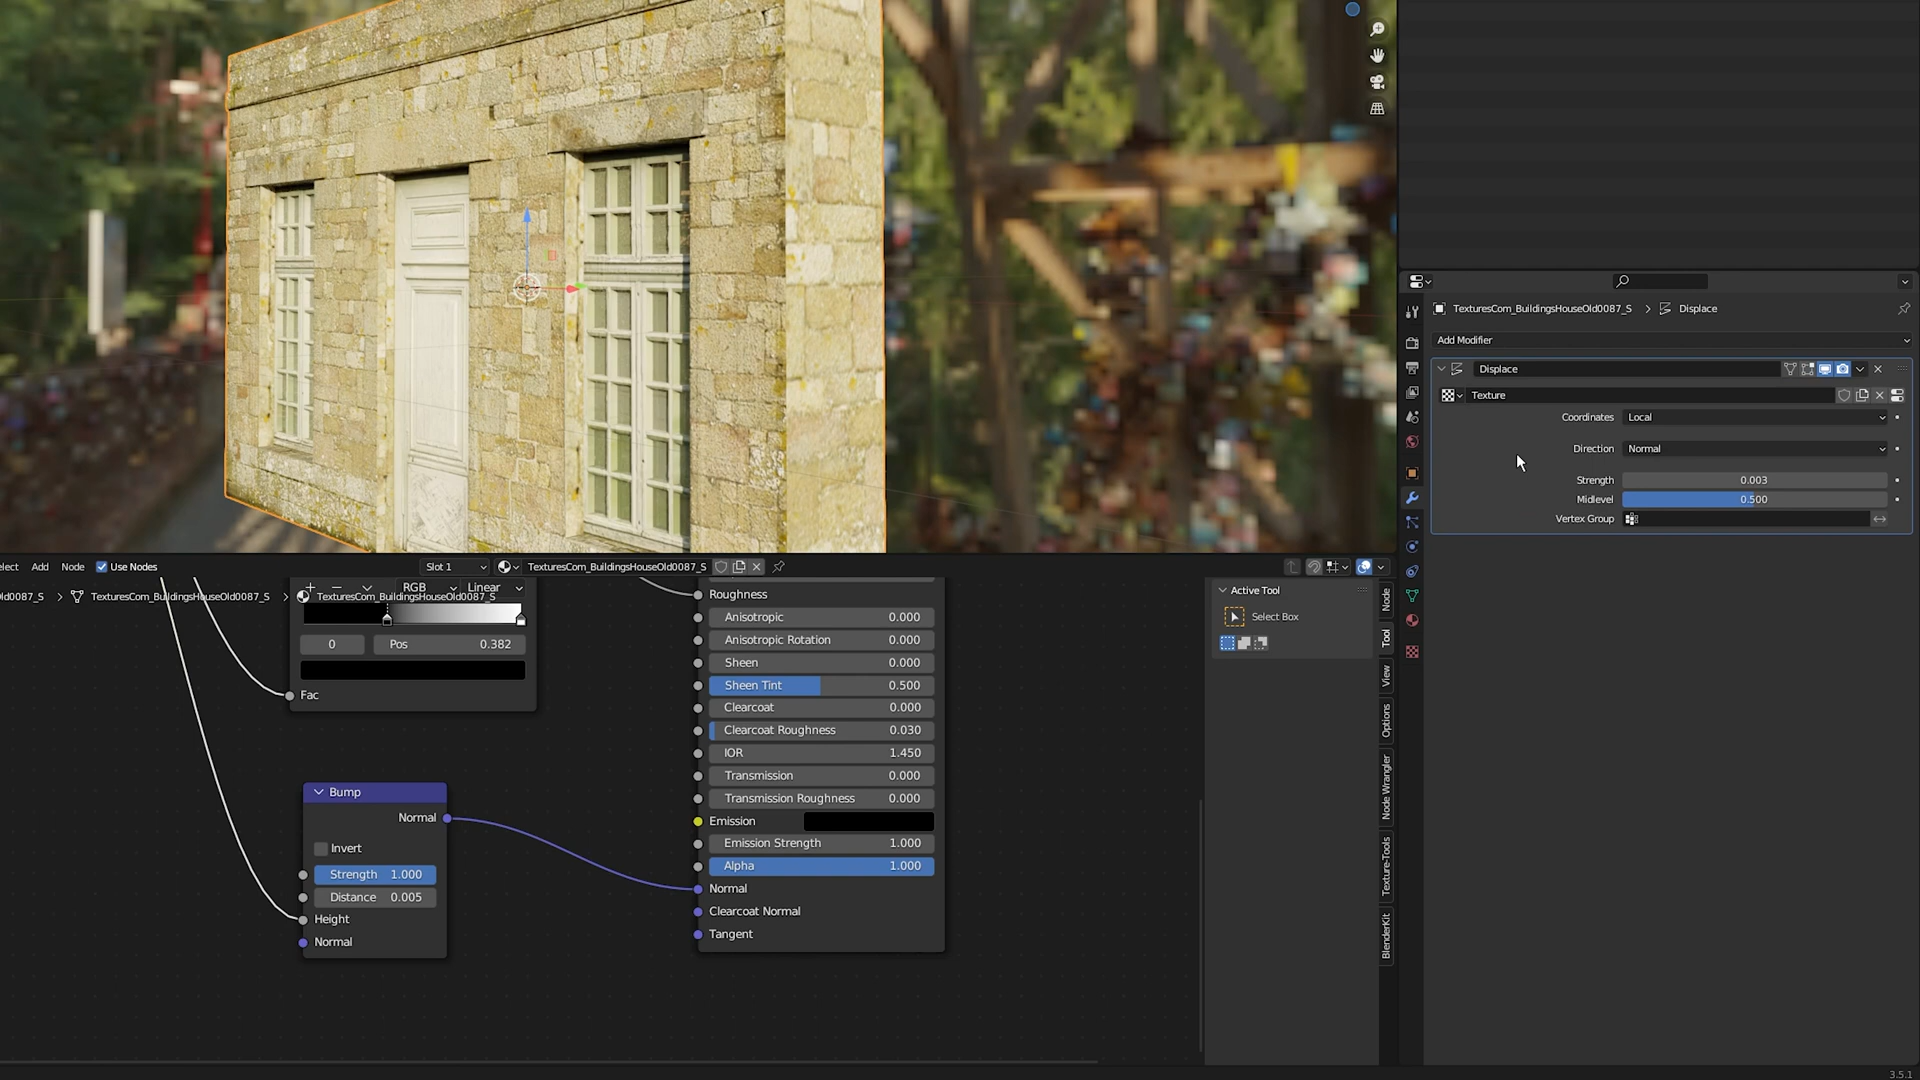 TexturesCom_BuildingsHouseOld0087_S > Displace
Add Modifier
Displace
Texture
Coordinates Local
Direction Normal
Strength 0.003
Midlevel 0.500
Vertex Group
Add Node Use Nodes Slot 1 TexturesCom_BuildingsHouseOld0087_S
TexturesCom_BuildingsHouseOld0087_S > TexturesCom_BuildingsHouseOld0087_S
RGB Linear
0 Pos 0.382
Fac
Bump
Normal
Invert
Strength 1.000
Distance 0.005
Height
Normal
Roughness
Anisotropic 0.000
Anisotropic Rotation 0.000
Sheen 0.000
Sheen Tint 0.500
Clearcoat 0.000
Clearcoat Roughness 0.030
IOR 1.450
Transmission 0.000
Transmission Roughness 0.000
Emission
Emission Strength 1.000
Alpha 1.000
Normal
Clearcoat Normal
Tangent
Active Tool
Select Box
Node
Tool
View
Options
Node Wrangler
Texture-Tools
BlenderKit
3.5.1